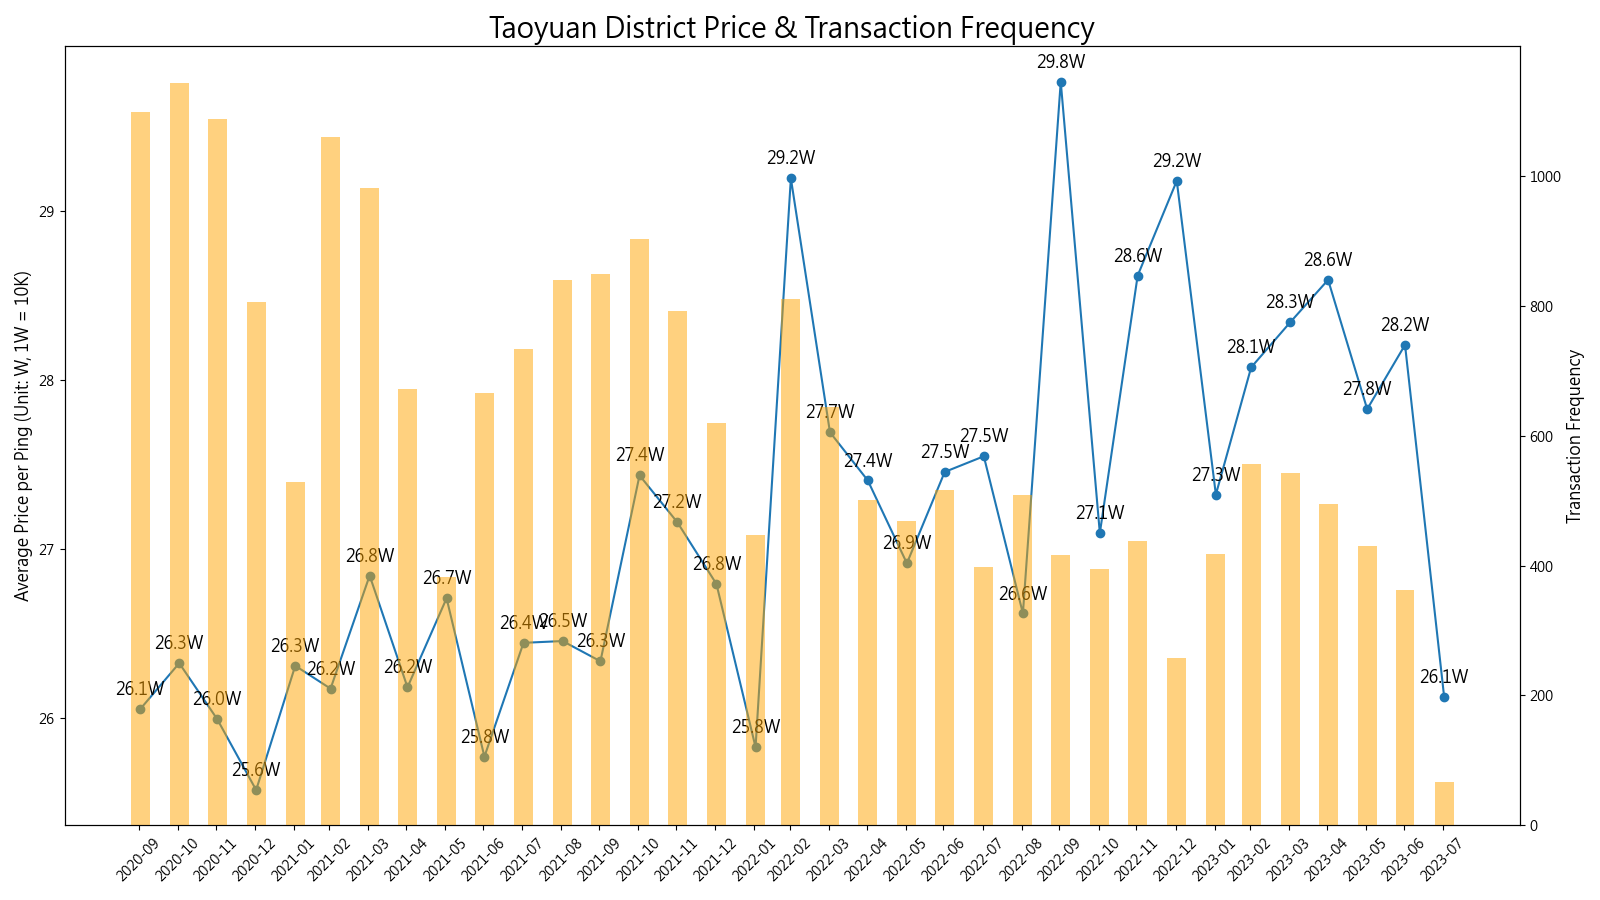 Taoyuan District Price & Transaction Frequency
Average Price per Ping (Unit: W, 1W = 10K)
29
28
27
26
26.1W
26.3W
26.0W
25.6W
26.3W
26.2W
26.8W
26.2W
26.7W
25.8W
26.4W
26.5W
26.3W
27.4W
27.2W
26.8W
25.8W
29.2W
27.7W
27.4W
26.9W
27.5W
27.5W
26.6W
29.8W
27.1W
28.6W
29.2W
27.3W
28.1W
28.3W
28.6W
27.8W
28.2W
26.1W
1000
800
600
400
200
0
Transaction Frequency
2020-09
2020-10
2020-11
2020-12
2021-01
2021-02
2021-03
2021-04
2021-05
2021-06
2021-07
2021-08
2021-09
2021-10
2021-11
2021-12
2022-01
2022-02
2022-03
2022-04
2022-05
2022-06
2022-07
2022-08
2022-09
2022-10
2022-11
2022-12
2023-01
2023-02
2023-03
2023-04
2023-05
2023-06
2023-07